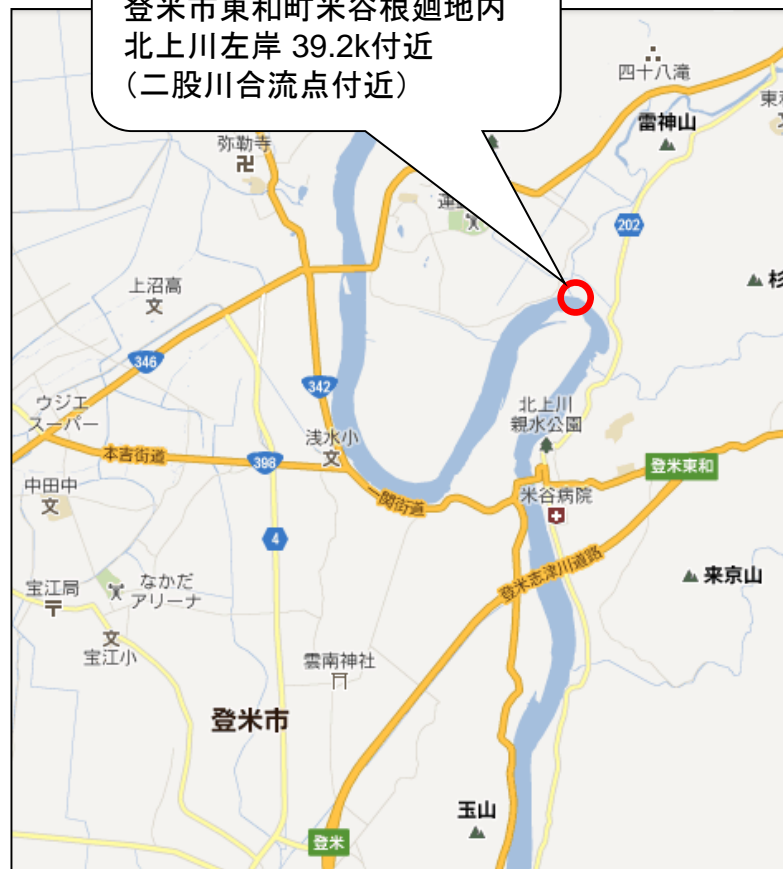 登米市東和町米谷根廻地内
北上川左岸 39.2k付近
（二股川合流点付近）
四十八滝
雷神山
弥勒寺
202
上沼高
文
杉
346
342
北上川
親水公園
ウジエ
スーパー
浅水小
文
本吉街道
398
登米東和
中田中
文
一関街道
米谷病院
4
登米志津川道路
来京山
なかだ
アリーナ
宝江局
文
宝江小
雲南神社
登米市
玉山
登米